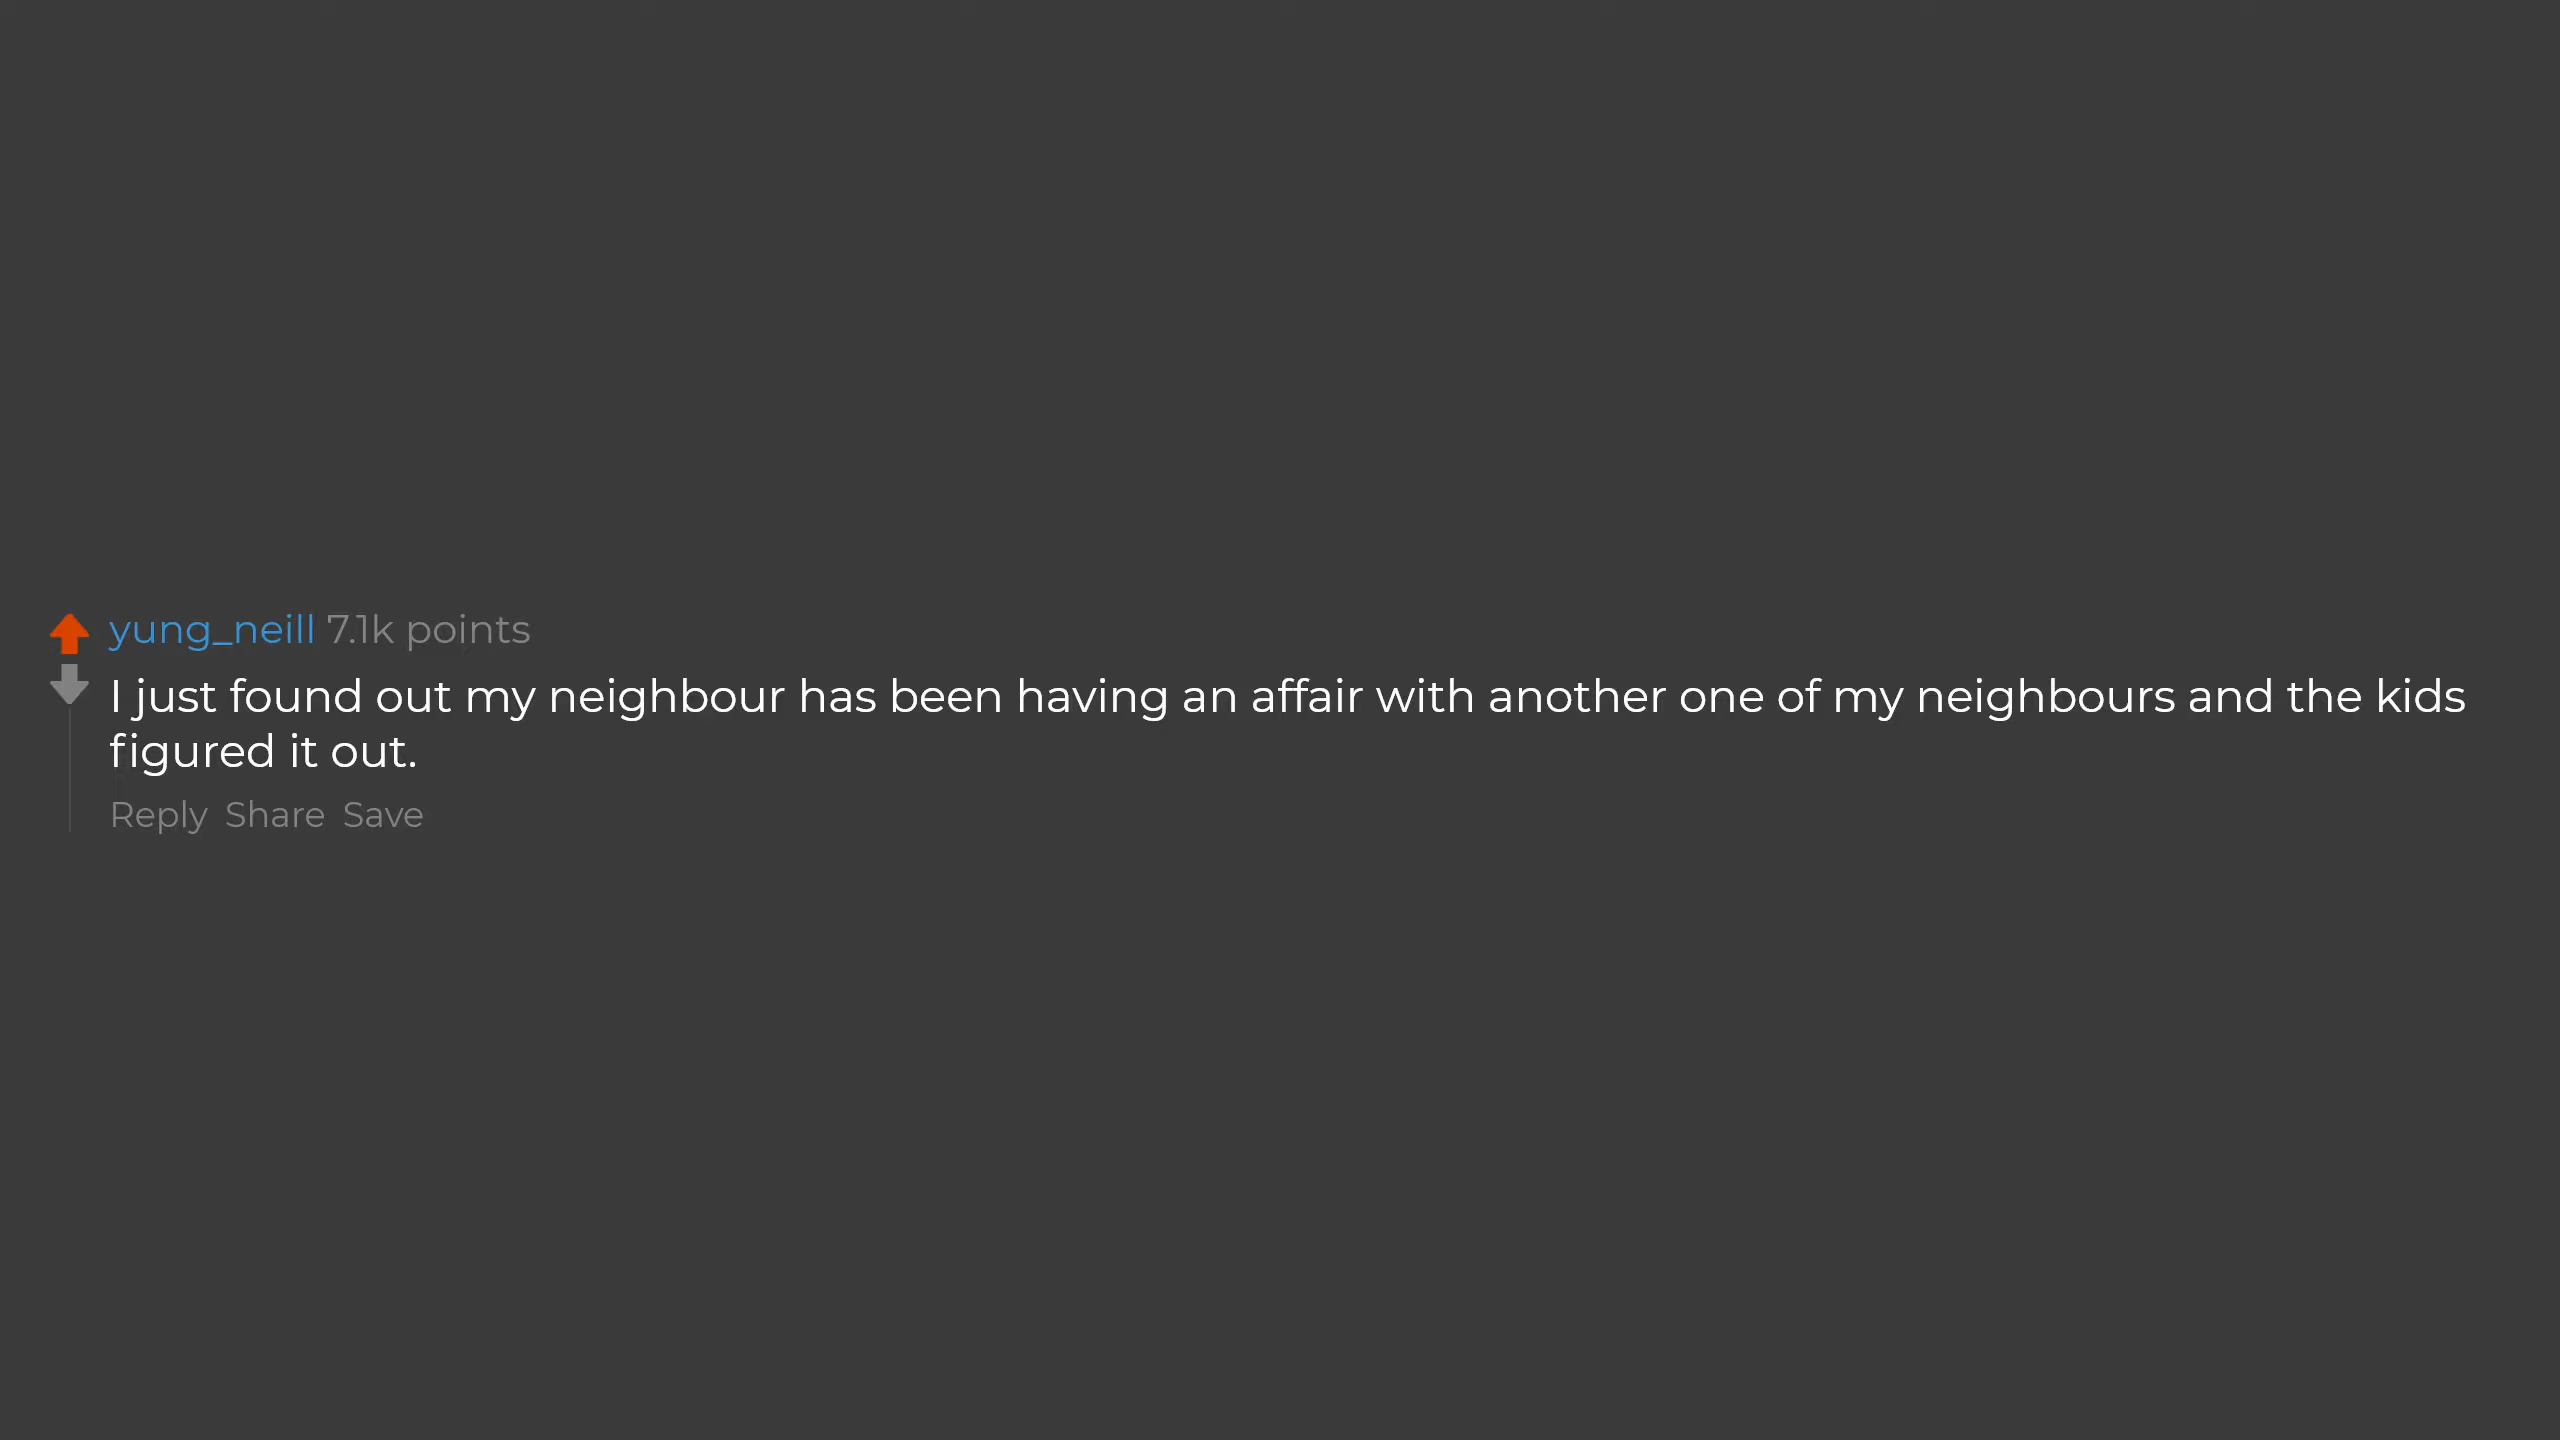 yung_neill 7.1k points
I just found out my neighbour has been having an affair with another one of my neighbours and the kids
figured it out.
Reply Share Save